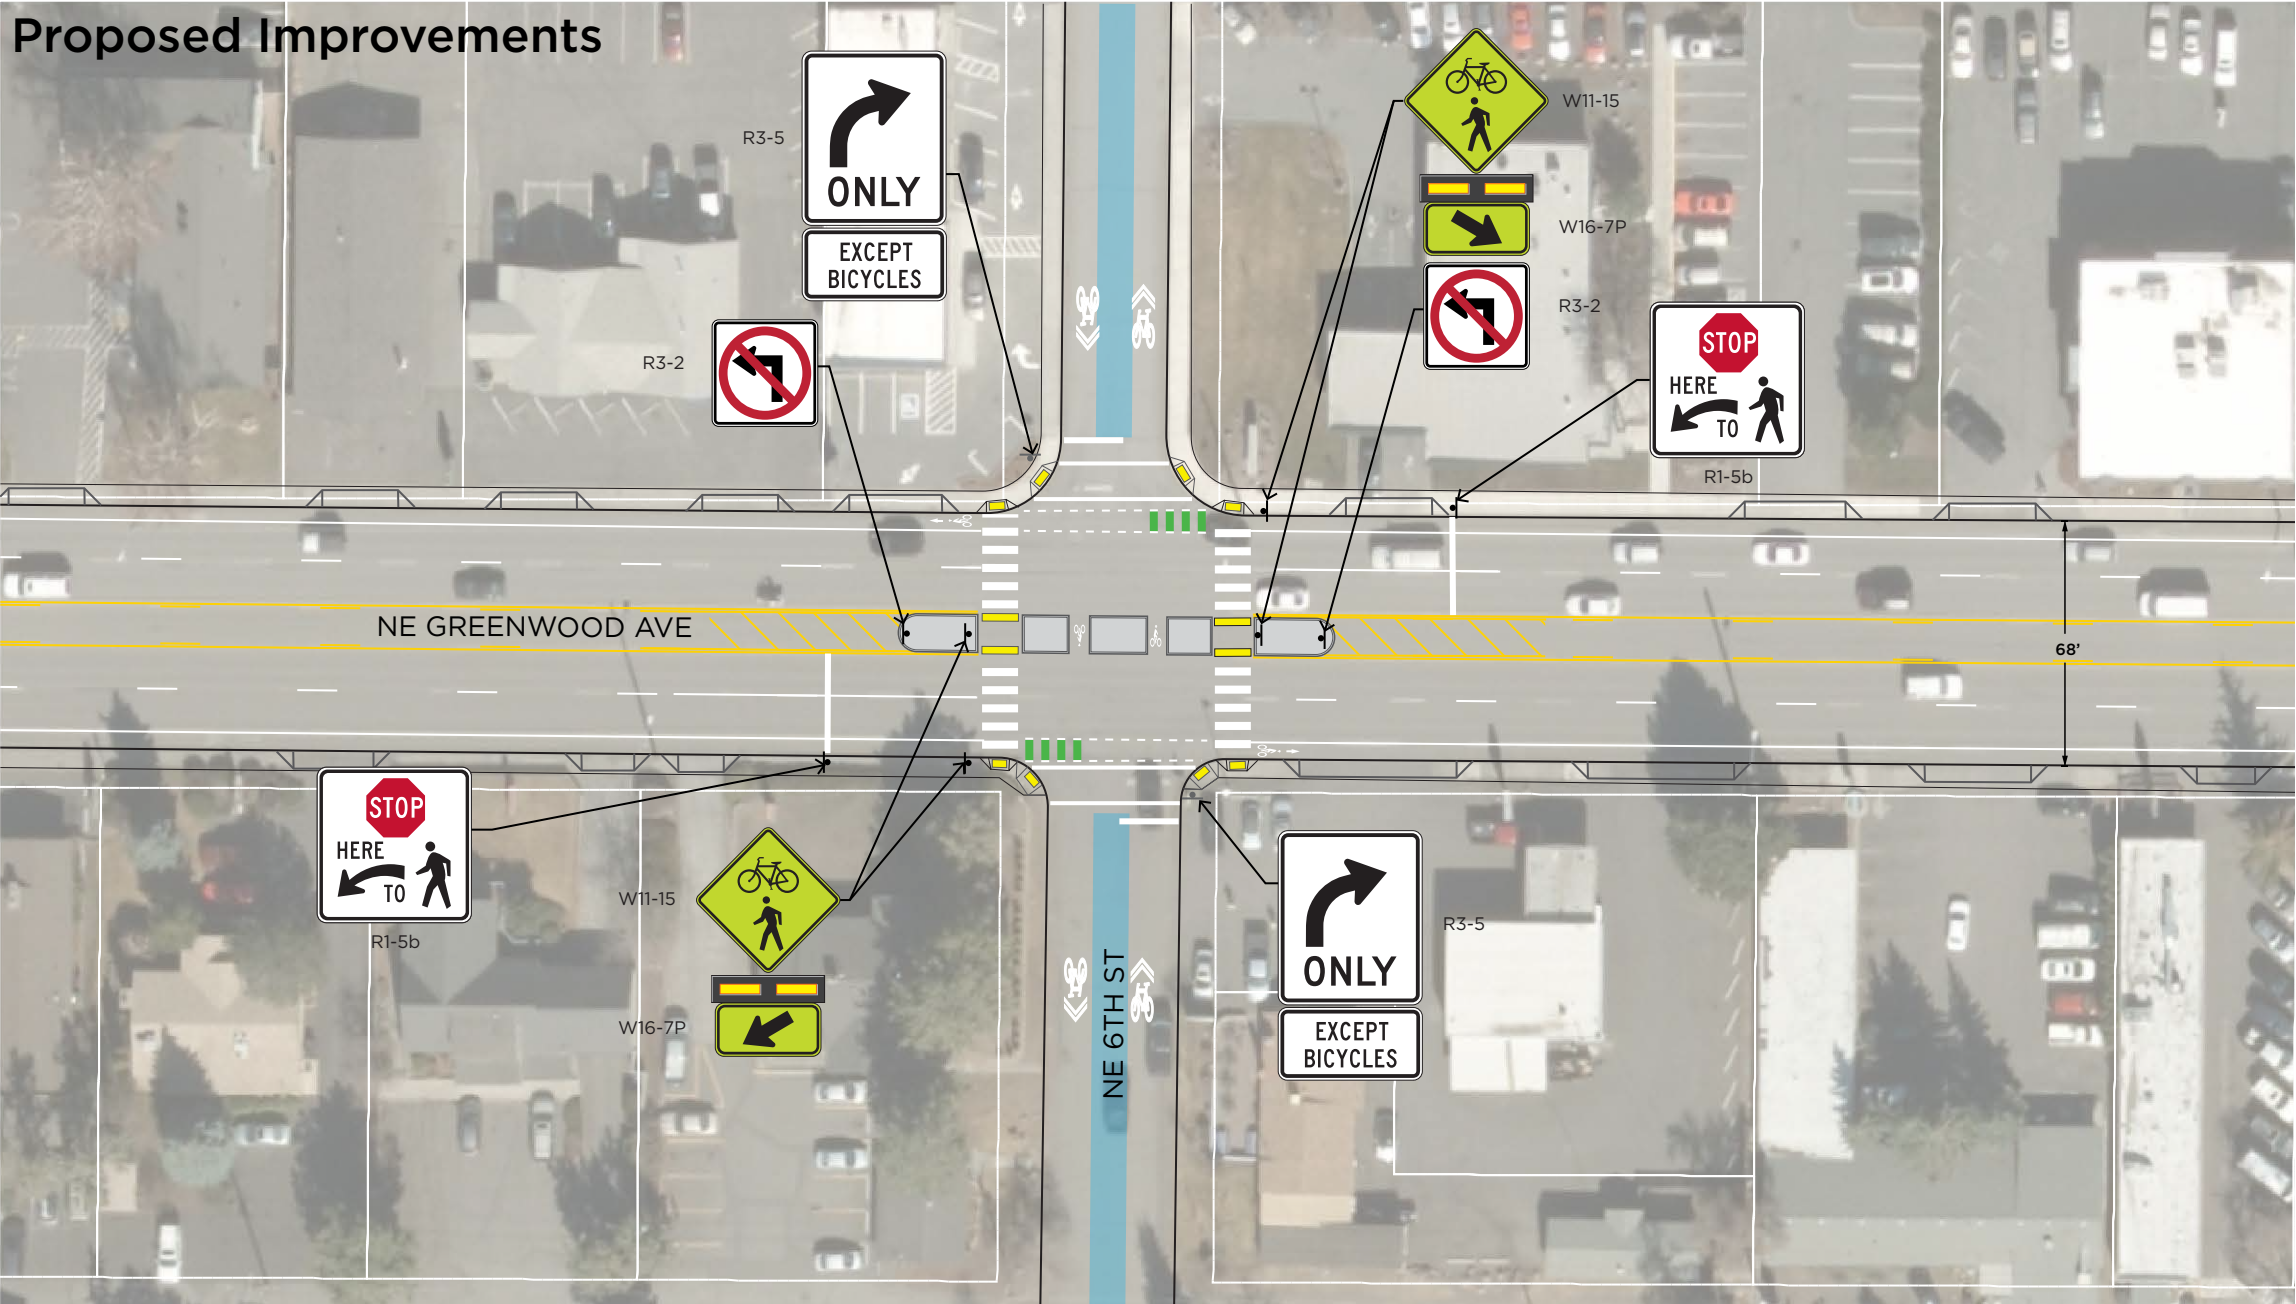 Proposed Improvements
R3-5
ONLY
EXCEPT
BICYCLES
R3-2
W11-15
W16-7P
R3-2
STOP
HERE
TO
R1-5b
NE GREENWOOD AVE
68'
STOP
HERE
TO
R1-5b
W11-15
W16-7P
NE 6TH ST
ONLY
EXCEPT
BICYCLES
R3-5